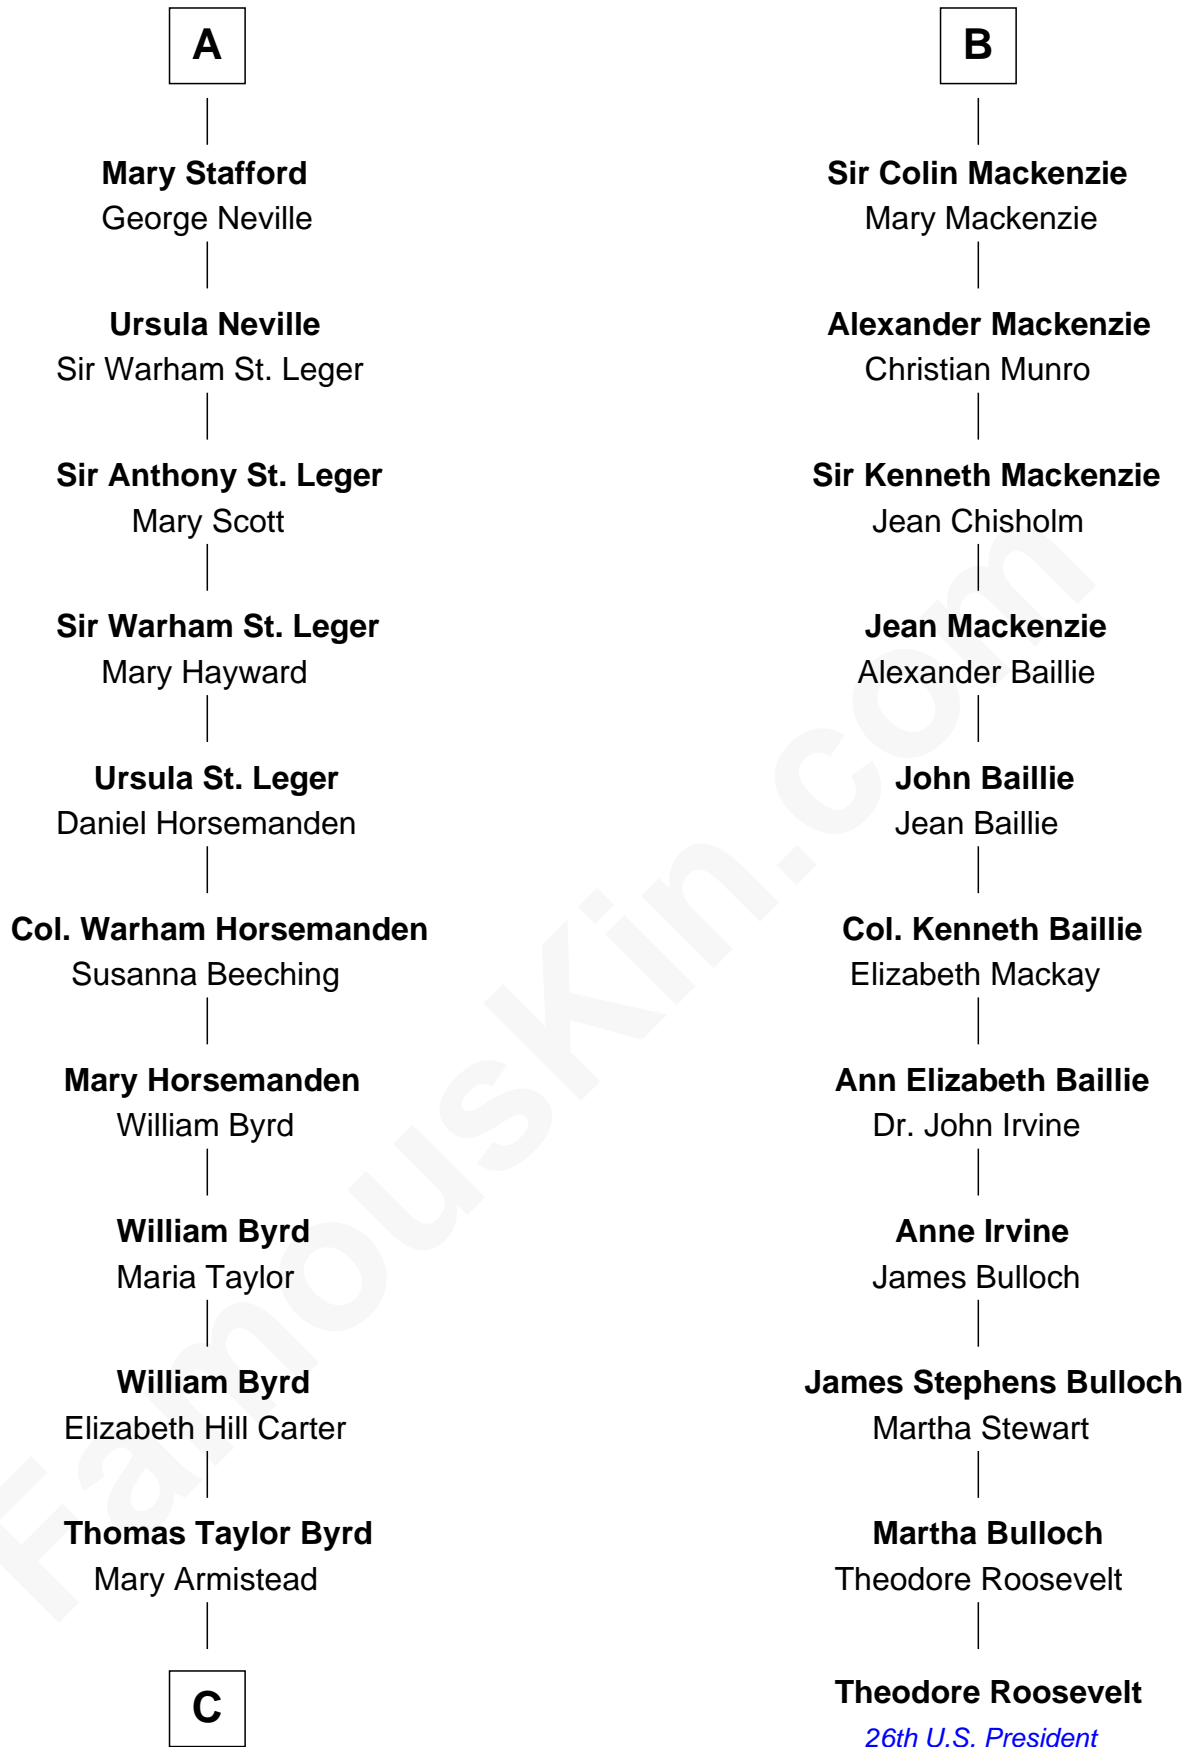 A
Mary Stafford
George Neville
Ursula Neville
Sir Warham St. Leger
Sir Anthony St. Leger
Mary Scott
Sir Warham St. Leger
Mary Hayward
Ursula St. Leger
Daniel Horsemanden
Col. Warham Horsemanden
Susanna Beeching
Mary Horsemanden
William Byrd
William Byrd
Maria Taylor
William Byrd
Elizabeth Hill Carter
Thomas Taylor Byrd
Mary Armistead
C
B
Sir Colin Mackenzie
Mary Mackenzie
Alexander Mackenzie
Christian Munro
Sir Kenneth Mackenzie
Jean Chisholm
Jean Mackenzie
Alexander Baillie
John Baillie
Jean Baillie
Col. Kenneth Baillie
Elizabeth Mackay
Ann Elizabeth Baillie
Dr. John Irvine
Anne Irvine
James Bulloch
James Stephens Bulloch
Martha Stewart
Martha Bulloch
Theodore Roosevelt
Theodore Roosevelt
26th U.S. President
FamousKin.com